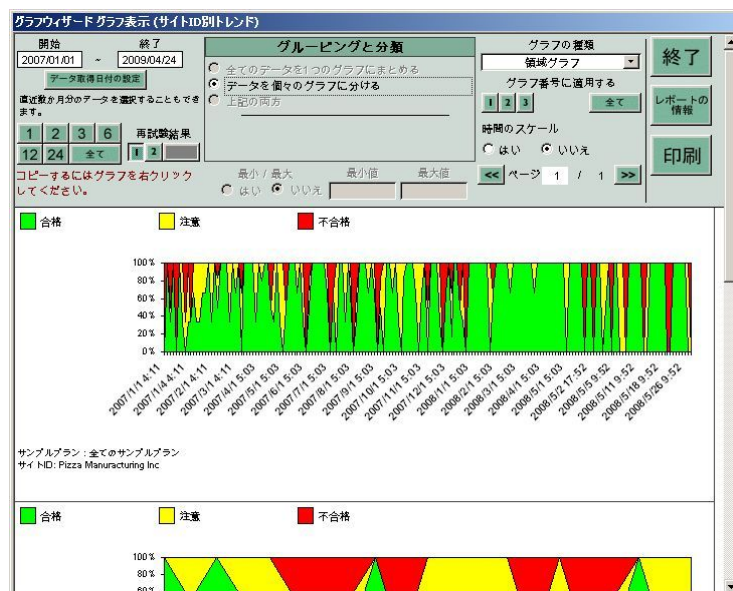 グラフウィザード グラフ表示 (サイトID別トレンド)
開始 終了
2007/01/01 ~ 2009/04/24
データ取得日付の設定
直近数か月分のデータを選択することもでき
ます。
1 2 3 6 再試験結果
12 24 全て 1 2
コピーするにはグラフを右クリック
してください。
グルーピングと分類
全てのデータを1つのグラフにまとめる
データを個々のグラフに分ける
上記の両方
最小 / 最大 最小値 最大値
はい いいえ
グラフの種類
領域グラフ
グラフ番号に適用する
1 2 3 全て
時間のスケール
はい いいえ
<< ページ 1 / 1 >>
終了
レポートの
情報
印刷
合格 注意 不合格
100%
80%
60%
40%
20%
0%
2007/1/1 4:11
2007/1/4 4:11
2007/2/1 4:11
2007/3/1 4:11
2007/4/1 5:03
2007/5/1 5:03
2007/6/1 5:03
2007/7/1 5:03
2007/8/1 5:03
2007/9/1 5:03
2007/10/1 5:03
2007/11/1 5:03
2007/12/1 5:03
2008/1/1 5:03
2008/2/1 5:03
2008/3/1 5:03
2008/4/1 5:03
2008/5/1 5:03
2008/5/2 17:52
2008/5/5 9:52
2008/5/11 9:52
2008/5/18 9:52
2008/5/26 9:52
サンプルプラン : 全てのサンプルプラン
サイトID: Pizza Manuracturing Inc
合格 注意 不合格
100%
80%
60%